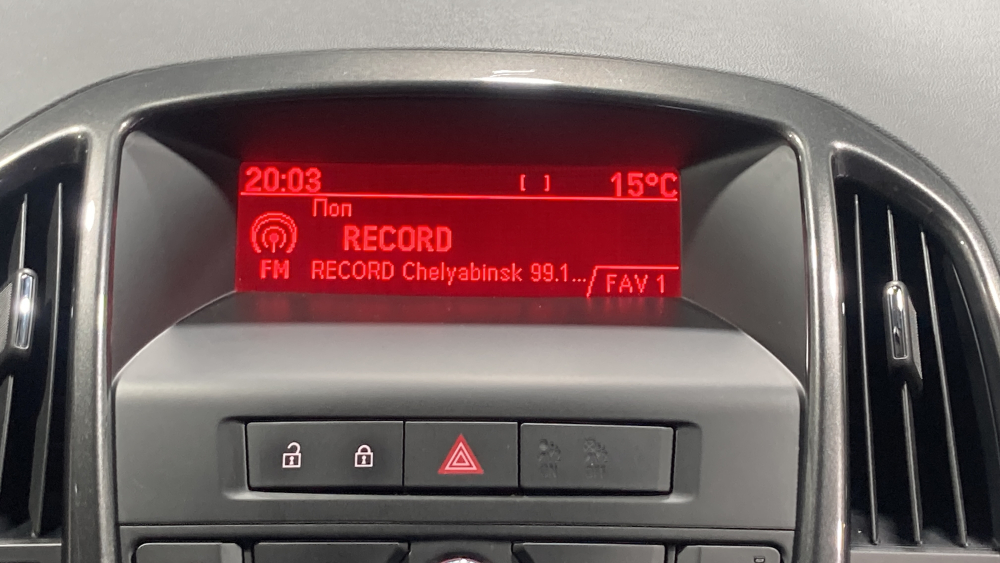 20:03 [ ] 15°C
Поп
RECORD
FM RECORD Chelyabinsk 99.1... FAV 1